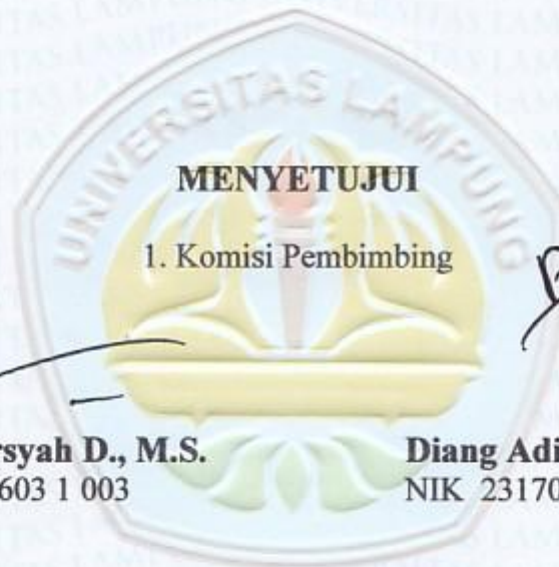 UNIVERSITAS LAMPUNG
MENYETUJUI
1. Komisi Pembimbing
rsyah D., M.S. Diang Adi
603 1 003 NIK 23170